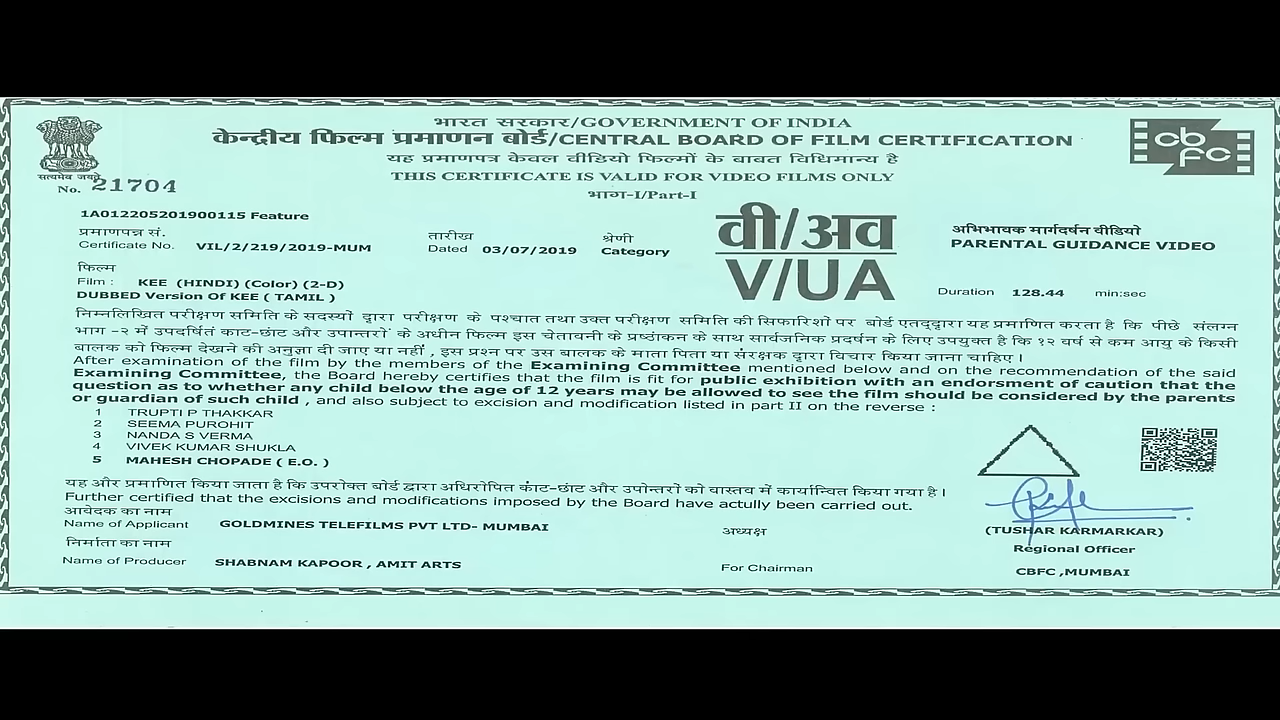 भारत सरकार/GOVERNMENT OF INDIA
केन्द्रीय फिल्म प्रमाणन बोर्ड/CENTRAL BOARD OF FILM CERTIFICATION
cb
fc
यह प्रमाणपत्र केवल वीडियो फिल्मों के बाबत विधिमान्य है
सत्यमेव जयते
THIS CERTIFICATE IS VALID FOR VIDEO FILMS ONLY
No. 21704
भाग-I/Part-I
1A012205201900115 Feature
प्रमाणपत्र सं. तारीख श्रेणी वी/अव अभिभावक मार्गदर्शन वीडियो
Certificate No. VIL/2/219/2019-MUM Dated 03/07/2019 Category V/UA PARENTAL GUIDANCE VIDEO
फिल्म
Film : KEE (HINDI) (Color) (2-D) Duration 128.44 min:sec
DUBBED Version Of KEE ( TAMIL )
निम्नलिखित परीक्षण समिति के सदस्यों द्वारा परीक्षण के पश्चात तथा उक्त परीक्षण समिति की सिफारिशों पर बोर्ड एतद्द्वारा यह प्रमाणित करता है कि पीछे संलग्न
भाग -२ में उपदर्षित काट-छांट और उपान्तरों के अधीन फिल्म इस चेतावनी के प्रष्ठोकन के साथ सार्वजनिक प्रदर्षन के लिए उपयुक्त है कि १२ वर्ष से कम आयु के किसी
बालक को फिल्म देखने की अनुज्ञा दी जाए या नहीं , इस प्रश्न पर उस बालक के माता पिता या संरक्षक द्वारा विचार किया जाना चाहिए ।
After examination of the film by the members of the Examining Committee mentioned below and on the recommendation of the said
Examining Committee, the Board hereby certifies that the film is fit for public exhibition with an endorsment of caution that the
question as to whether any child below the age of 12 years may be allowed to see the film should be considered by the parents
or guardian of such child , and also subject to excision and modification listed in part II on the reverse :
1 TRUPTI P THAKKAR
2 SEEMA PUROHIT
3 NANDA S VERMA
4 VIVEK KUMAR SHUKLA
5 MAHESH CHOPADE ( E.O. )
यह और प्रमाणित किया जाता है कि उपरोक्त बोर्ड द्वारा अधिरोपित काट-छांट और उपोन्तरों को वास्तव में कार्यान्वित किया गया है ।
Further certified that the excisions and modifications imposed by the Board have actully been carried out.
आवेदक का नाम
Name of Applicant GOLDMINES TELEFILMS PVT LTD- MUMBAI अध्यक्ष (TUSHAR KARMARKAR)
निर्माता का नाम Regional Officer
Name of Producer SHABNAM KAPOOR , AMIT ARTS For Chairman CBFC ,MUMBAI